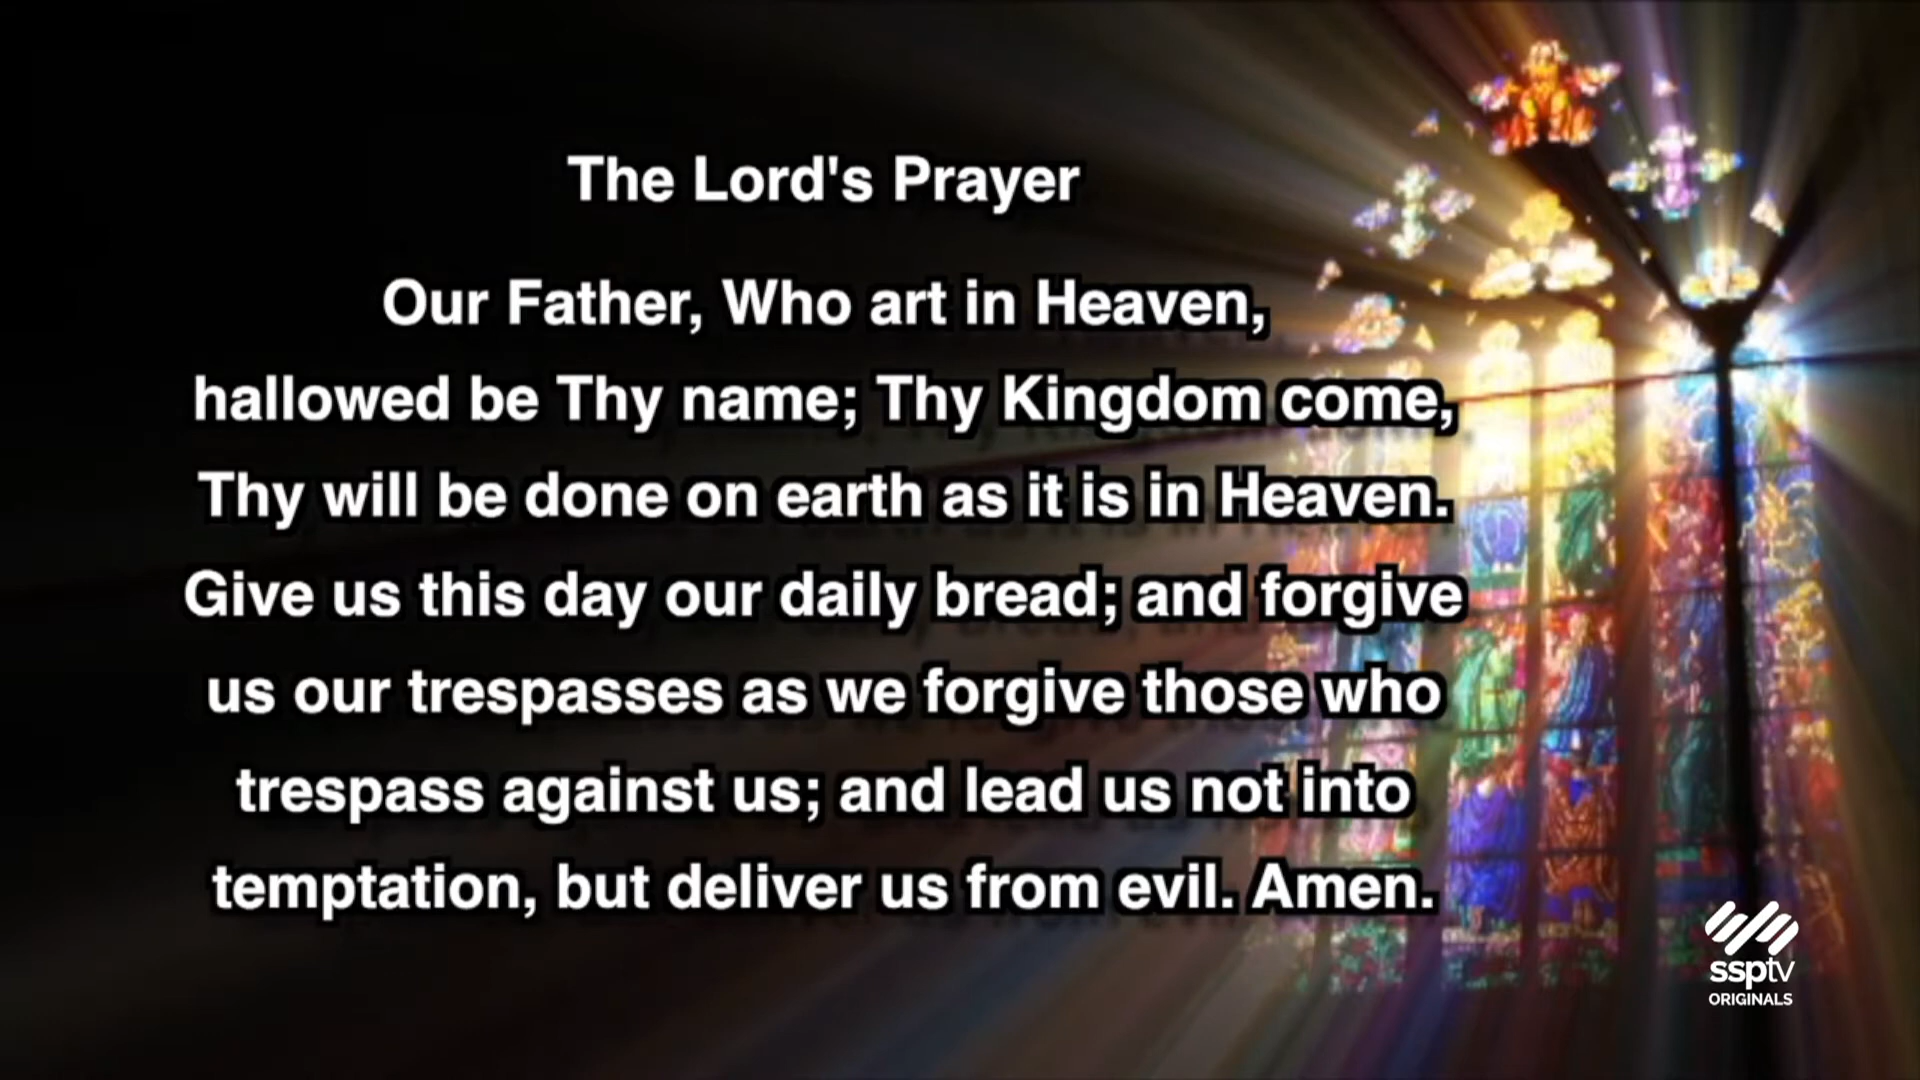 The Lord's Prayer
Our Father, Who art in Heaven,
hallowed be Thy name; Thy Kingdom come,
Thy will be done on earth as it is in Heaven.
Give us this day our daily bread; and forgive
us our trespasses as we forgive those who
trespass against us; and lead us not into
temptation, but deliver us from evil. Amen.
ssptv
ORIGINALS